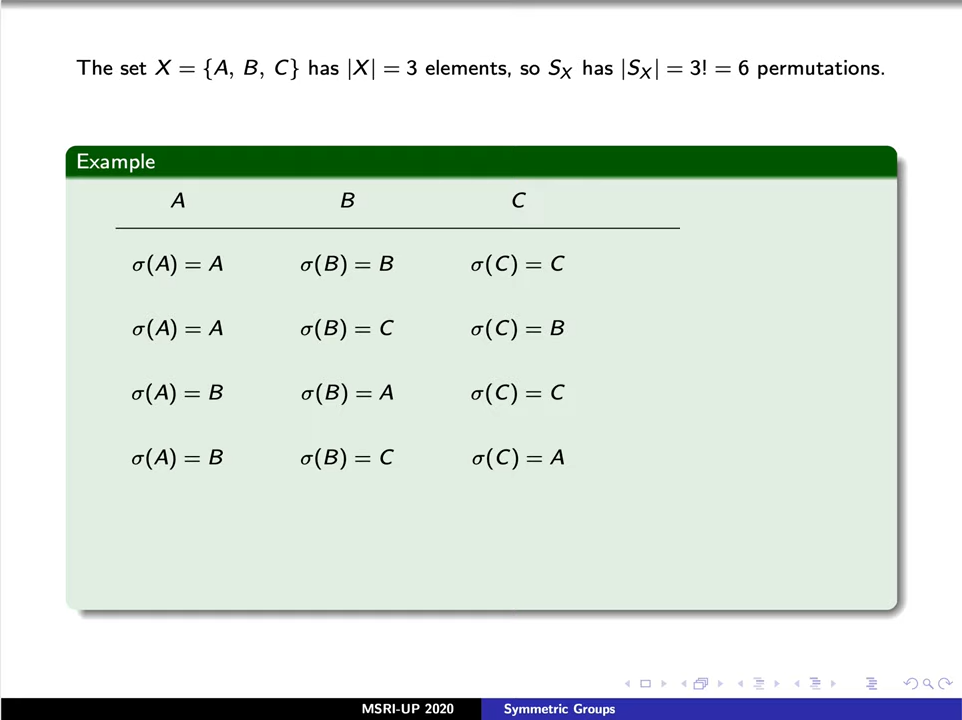 The set X = {A, B, C} has |X| = 3 elements, so S_X has |S_X| = 3! = 6 permutations.
Example
A B C
σ(A) = A σ(B) = B σ(C) = C
σ(A) = A σ(B) = C σ(C) = B
σ(A) = B σ(B) = A σ(C) = C
σ(A) = B σ(B) = C σ(C) = A
MSRI-UP 2020 Symmetric Groups